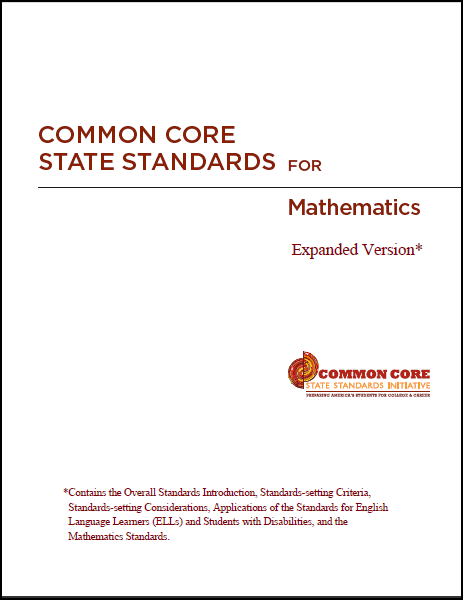 COMMON CORE
STATE STANDARDS FOR
Mathematics
Expanded Version*
COMMON CORE
STATE STANDARDS INITIATIVE
PREPARING AMERICA'S STUDENTS FOR COLLEGE & CAREER
*Contains the Overall Standards Introduction, Standards-setting Criteria,
Standards-setting Considerations, Applications of the Standards for English
Language Learners (ELLs) and Students with Disabilities, and the
Mathematics Standards.